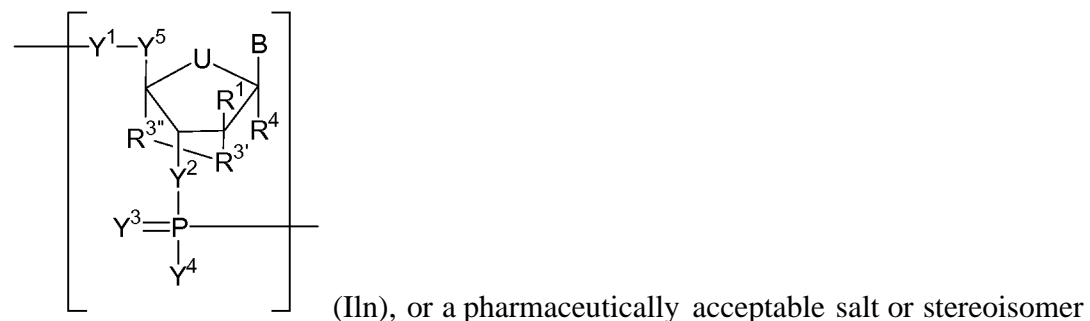 Y¹ Y⁵ U B
R¹
R³" R³' R⁴
Y²
Y³=P
Y⁴
(IIn), or a pharmaceutically acceptable salt or stereoisomer